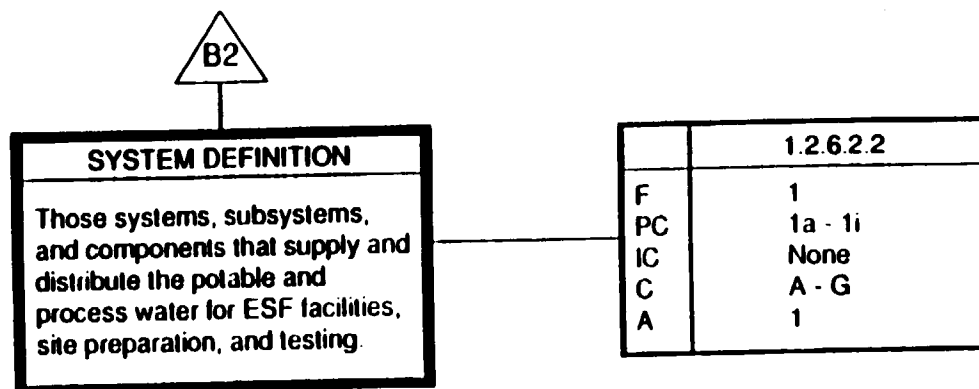 B2
SYSTEM DEFINITION
Those systems, subsystems,
and components that supply and
distribute the potable and
process water for ESF facilities,
site preparation, and testing.
1.2.6.2.2
F 1
PC 1a - 1i
IC None
C A - G
A 1